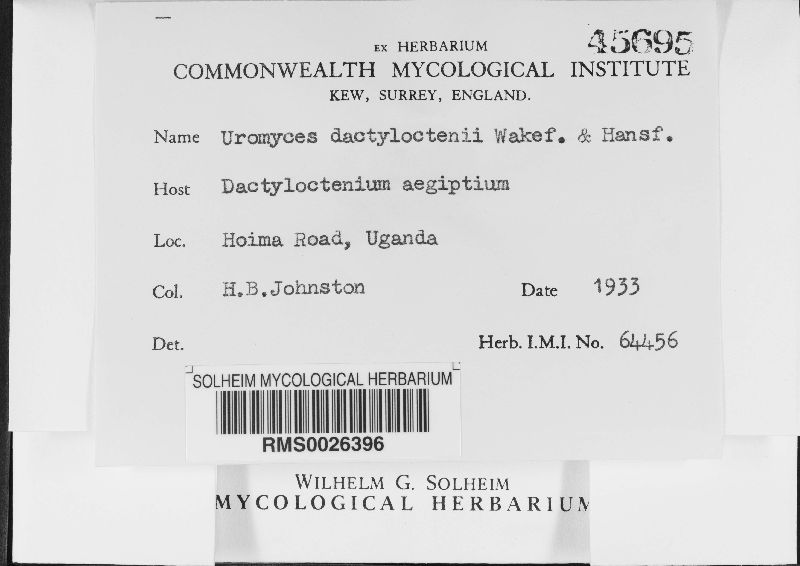 45695
EX HERBARIUM
COMMONWEALTH MYCOLOGICAL INSTITUTE
KEW, SURREY, ENGLAND.
Name Uromyces dactyloctenii Wakef. & Hansf.
Host Dactyloctenium aegiptium
Loc. Hoima Road, Uganda
Col. H.B.Johnston Date 1933
Det. Herb. I.M.I. No. 64456
SOLHEIM MYCOLOGICAL HERBARIUM
RMS0026396
WILHELM G. SOLHEIM
MYCOLOGICAL HERBARIUM